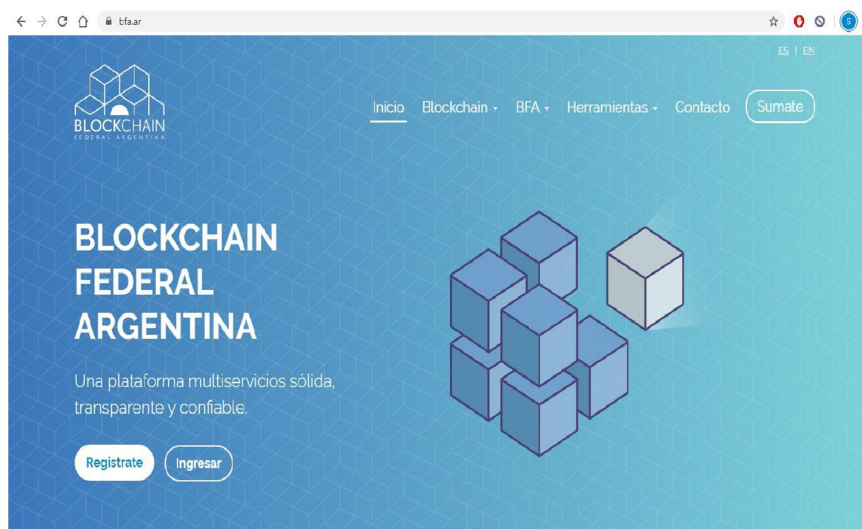 bfa.ar
S
ES | EN
BLOCKCHAIN
FEDERAL ARGENTINA
Inicio Blockchain BFA Herramientas Contacto Sumate
BLOCKCHAIN
FEDERAL
ARGENTINA
Una plataforma multiservicios sólida,
transparente y confiable.
Registrate Ingresar